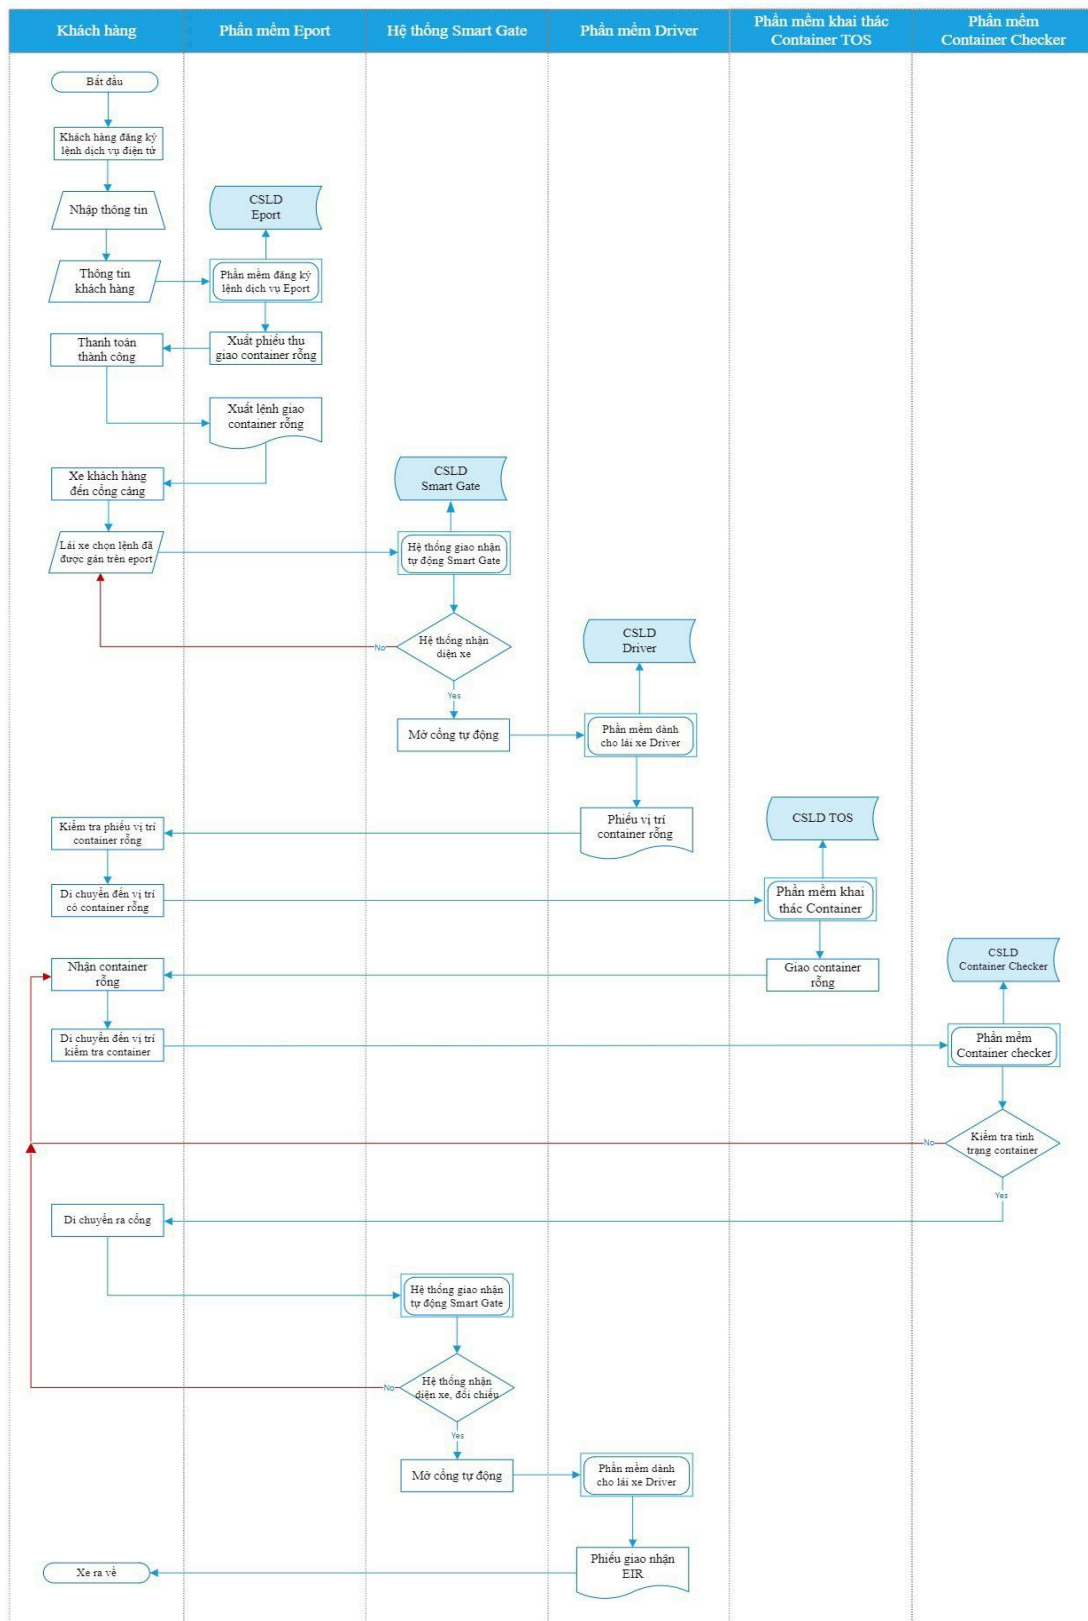 Khách hàng
Phần mềm Eport
Hệ thống Smart Gate
Phần mềm Driver
Phần mềm khai thác
Container TOS
Phần mềm
Container Checker
Bắt đầu
Khách hàng đăng ký
lệnh dịch vụ điện tử
Nhập thông tin
CSLD
Eport
Thông tin
khách hàng
Phần mềm đăng ký
lệnh dịch vụ Eport
Thanh toán
thành công
Xuất phiếu thu
giao container rỗng
Xuất lệnh giao
container rỗng
Xe khách hàng
đến cổng cảng
CSLD
Smart Gate
Lái xe chọn lệnh đã
được gán trên eport
Hệ thống giao nhận
tự động Smart Gate
No
Hệ thống nhận
diện xe
CSLD
Driver
Yes
Mở cổng tự động
Phần mềm dành
cho lái xe Driver
Kiểm tra phiếu vị trí
container rỗng
Phiếu vị trí
container rỗng
CSLD TOS
Di chuyển đến vị trí
có container rỗng
Phần mềm khai
thác Container
Nhận container
rỗng
Giao container
rỗng
CSLD
Container Checker
Di chuyển đến vị trí
kiểm tra container
Phần mềm
Container checker
No
Kiểm tra tình
trạng container
Yes
Di chuyển ra cổng
Hệ thống giao nhận
tự động Smart Gate
No
Hệ thống nhận
diện xe, đối chiếu
Yes
Mở cổng tự động
Phần mềm dành
cho lái xe Driver
Xe ra về
Phiếu giao nhận
EIR